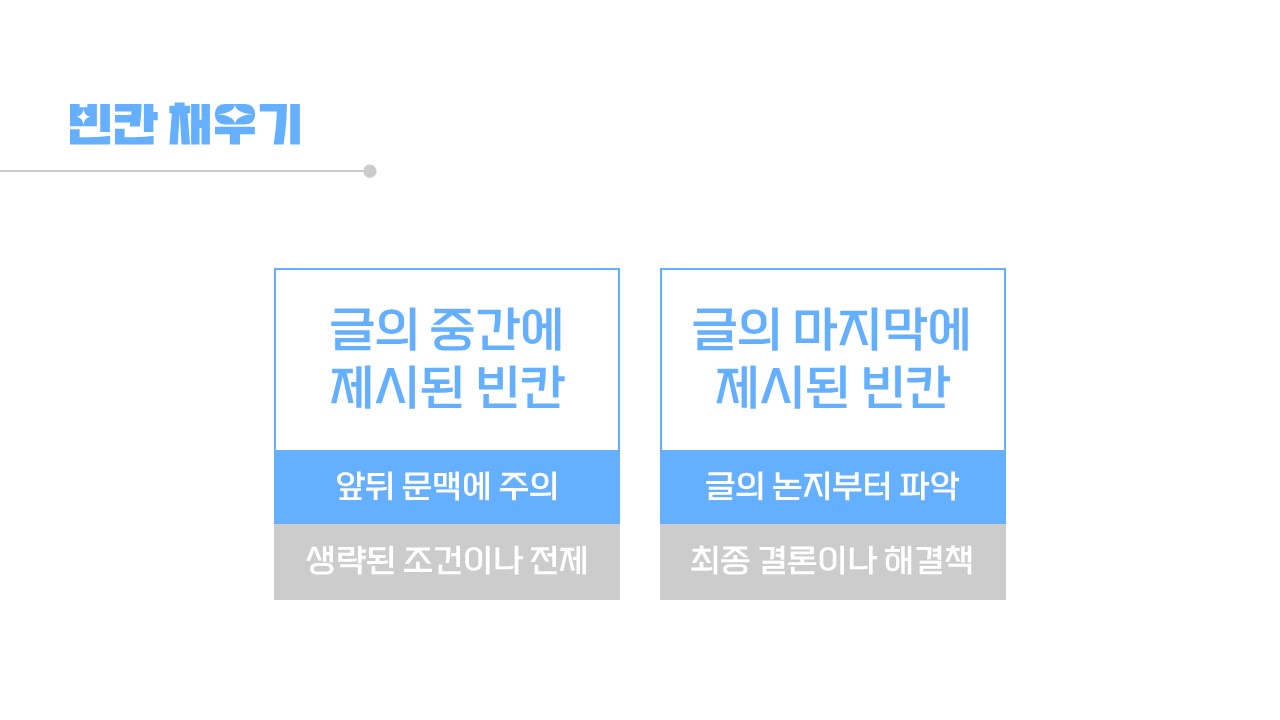 빈칸 채우기
글의 중간에
제시된 빈칸
앞뒤 문맥에 주의
생략된 조건이나 전제
글의 마지막에
제시된 빈칸
글의 논지부터 파악
최종 결론이나 해결책